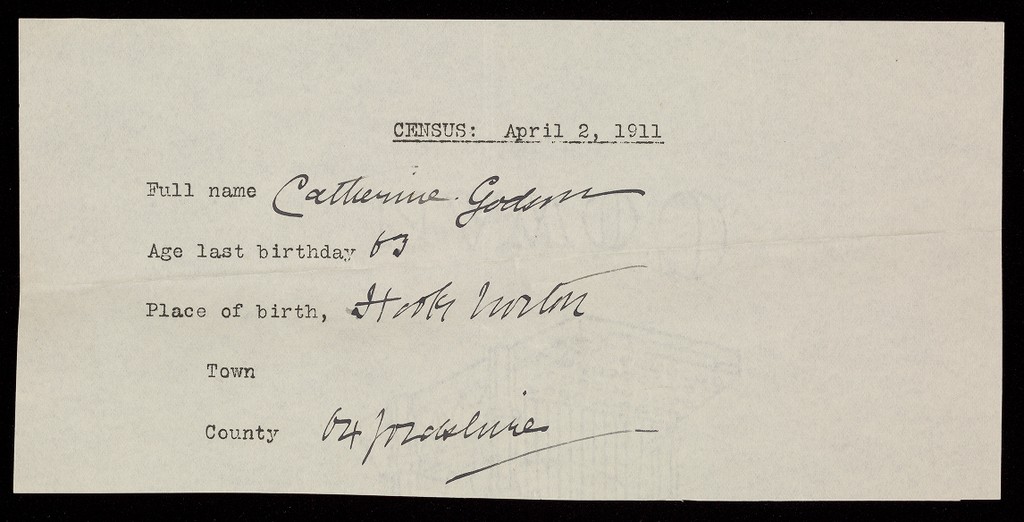 CENSUS: April 2, 1911
Full name Catherine Godson
Age last birthday 63
Place of birth, Hook Norton
Town
County Oxfordshire